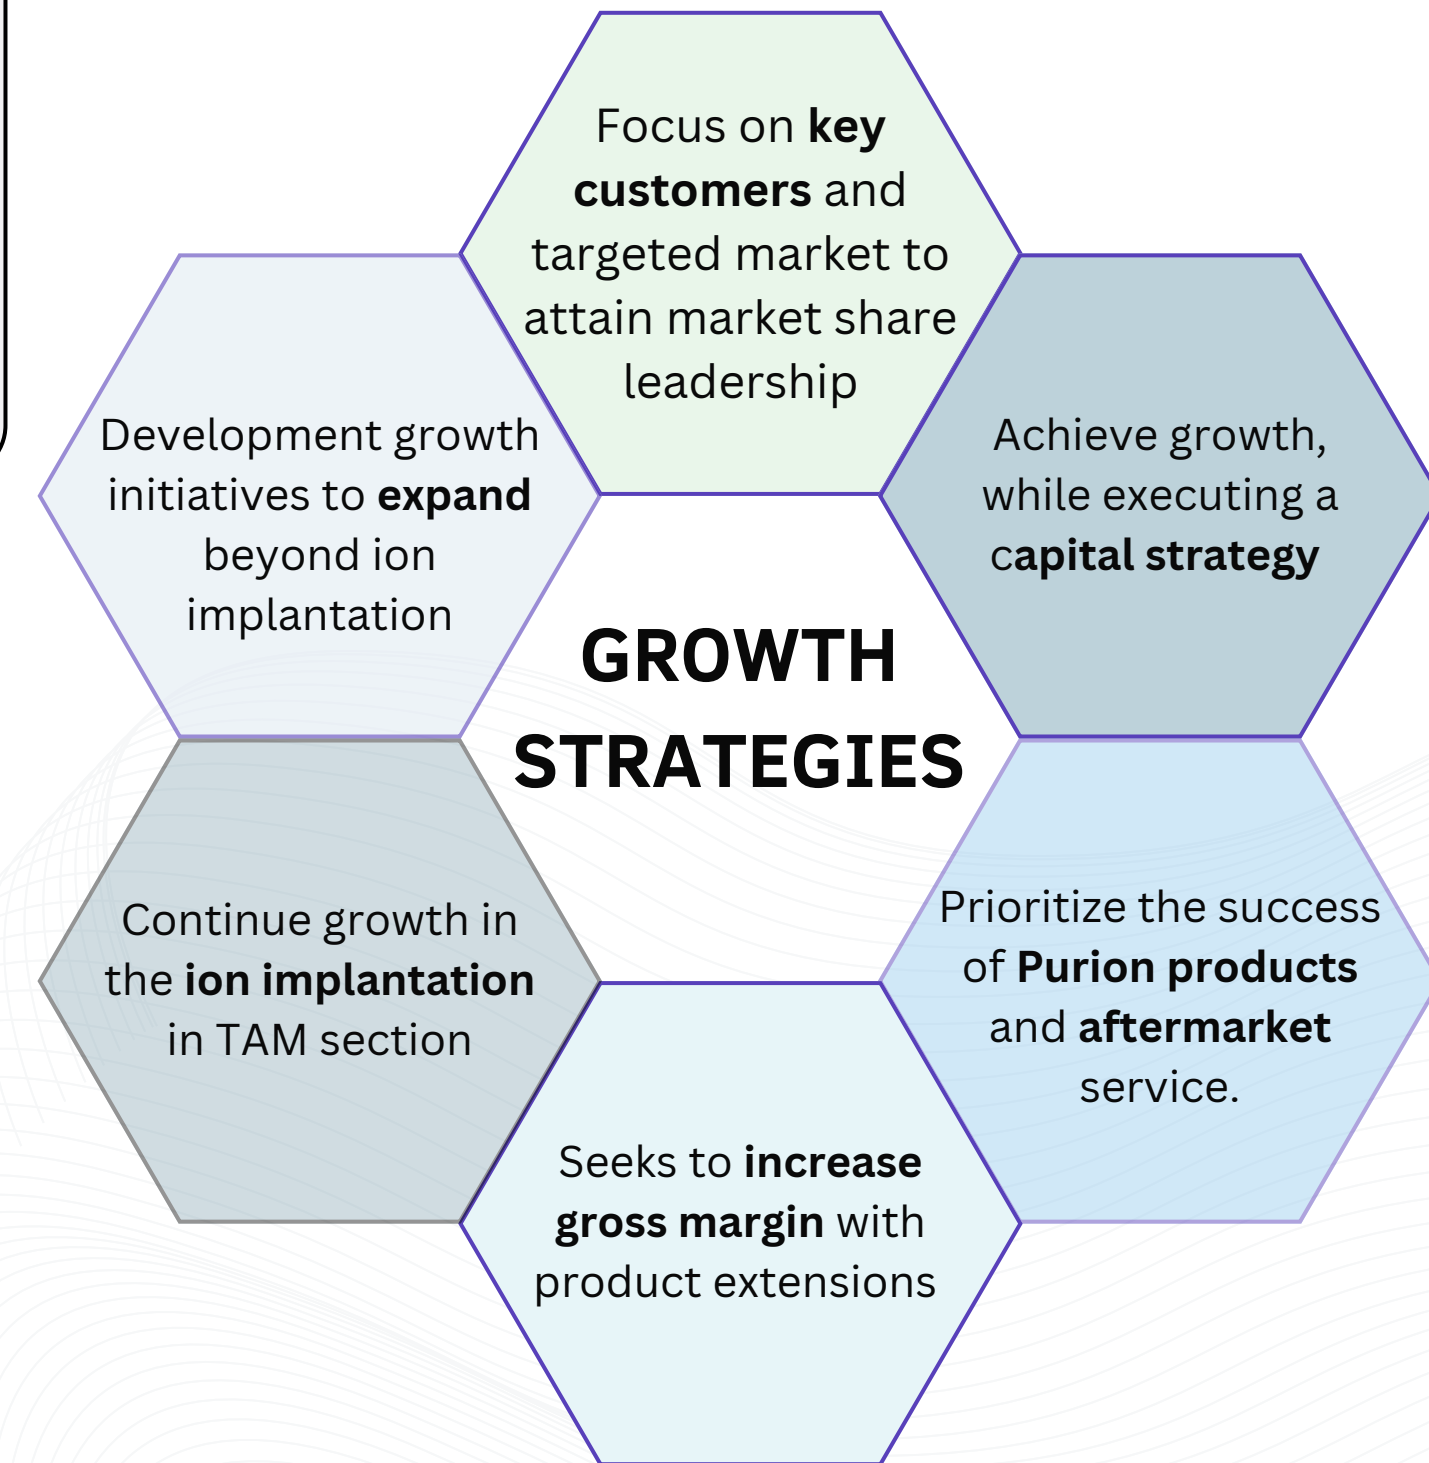 Focus on key
customers and
targeted market to
attain market share
leadership
Development growth
initiatives to expand
beyond ion
implantation
Achieve growth,
while executing a
capital strategy
GROWTH
STRATEGIES
Continue growth in
the ion implantation
in TAM section
Prioritize the success
of Purion products
and aftermarket
service.
Seeks to increase
gross margin with
product extensions